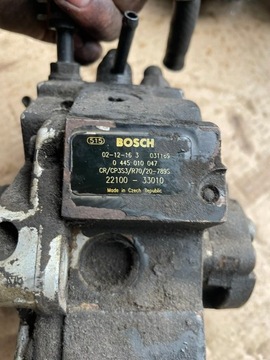 515 BOSCH
02-12-16 3 031165
0 445 010 047
CR/CP3S3/R70/20-789S
22100 - 33010
Made in Czech Republic